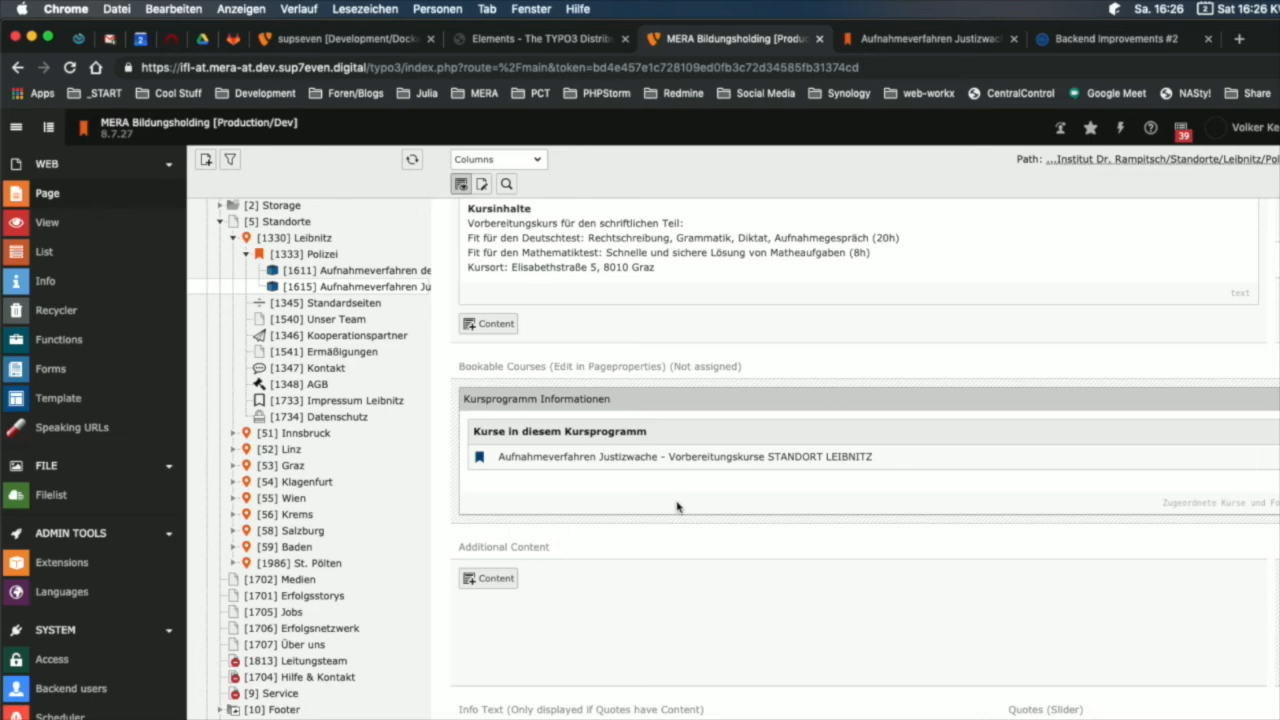 Chrome Datei Bearbeiten Anzeigen Verlauf Lesezeichen Personen Tab Fenster Hilfe Sa. 16:26 2 Sat 16:26
supseven [Development/Docke Elements - The TYPO3 Distrib MERA Bildungsholding [Produc Aufnahmeverfahren Justizwac Backend Improvements #2
https://ifl-at.mera-at.dev.sup7even.digital/typo3/index.php?route=%2Fmain&token=bd4e457e1c728109ed0fb3c72d34585fb31374cd
Apps _START Cool Stuff Development Foren/Blogs Julia MERA PCT PHPStorm Redmine Social Media Synology web-workx CentralControl Google Meet NASty! Share
MERA Bildungsholding [Production/Dev]
8.7.27
39
Volker Ke
WEB
Page
View
List
Info
Recycler
Functions
Forms
Template
Speaking URLs
FILE
Filelist
ADMIN TOOLS
Extensions
Languages
SYSTEM
Access
Backend users
Scheduler
[2] Storage
[5] Standorte
[1330] Leibnitz
[1333] Polizei
[1611] Aufnahmeverfahren de
[1615] Aufnahmeverfahren Ju
[1345] Standardseiten
[1540] Unser Team
[1346] Kooperationspartner
[1541] Ermäßigungen
[1347] Kontakt
[1348] AGB
[1733] Impressum Leibnitz
[1734] Datenschutz
[51] Innsbruck
[52] Linz
[53] Graz
[54] Klagenfurt
[55] Wien
[56] Krems
[58] Salzburg
[59] Baden
[1986] St. Pölten
[1702] Medien
[1701] Erfolgsstorys
[1705] Jobs
[1706] Erfolgsnetzwerk
[1707] Über uns
[1813] Leitungsteam
[1704] Hilfe & Kontakt
[9] Service
[10] Footer
Columns
Path: ...Institut Dr. Rampitsch/Standorte/Leibnitz/Pol
Kursinhalte
Vorbereitungskurs für den schriftlichen Teil:
Fit für den Deutschtest: Rechtschreibung, Grammatik, Diktat, Aufnahmegespräch (20h)
Fit für den Mathematiktest: Schnelle und sichere Lösung von Matheaufgaben (8h)
Kursort: Elisabethstraße 5, 8010 Graz
text
Content
Bookable Courses (Edit in Pageproperties) (Not assigned)
Kursprogramm Informationen
Kurse in diesem Kursprogramm
Aufnahmeverfahren Justizwache - Vorbereitungskurse STANDORT LEIBNITZ
Zugeordnete Kurse und Fo
Additional Content
Content
Info Text (Only displayed if Quotes have Content)
Quotes (Slider)